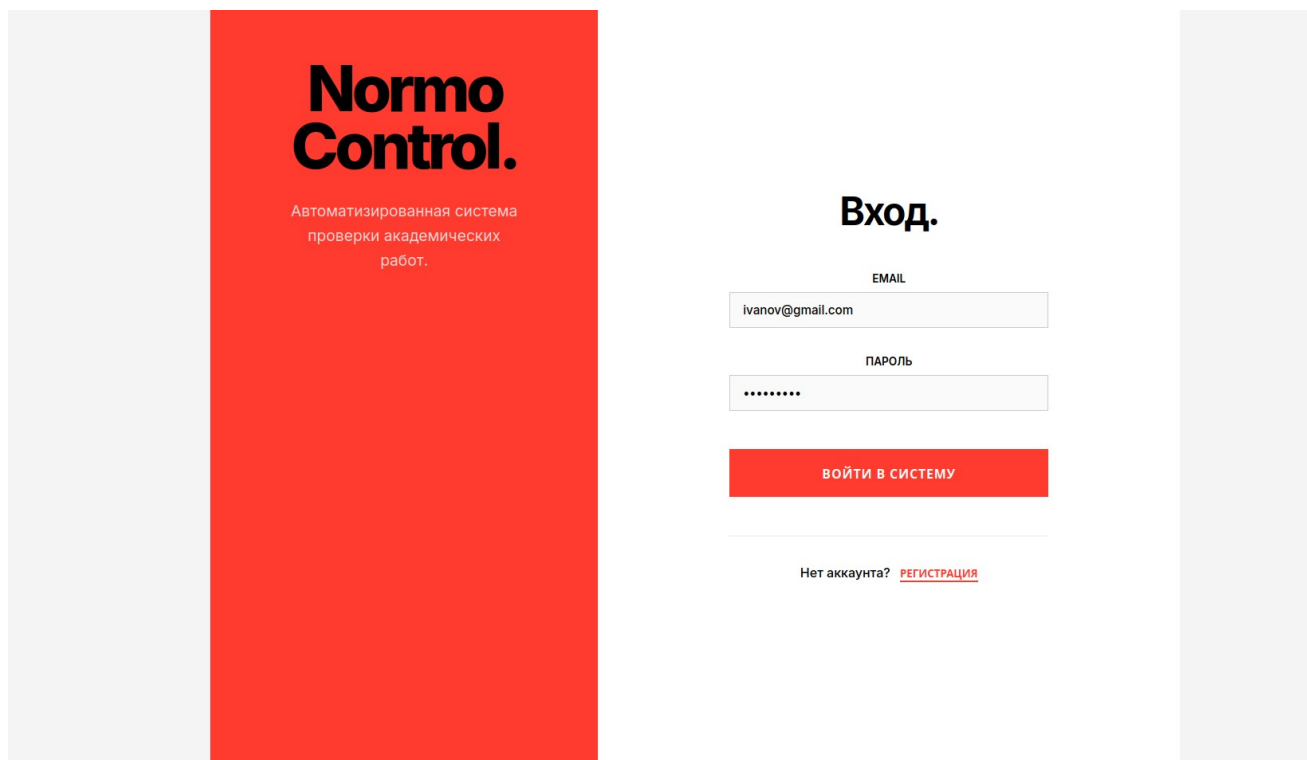 Normo
Control.
Автоматизированная система
проверки академических
работ.
Вход.
EMAIL
ivanov@gmail.com
ПАРОЛЬ
•••••••••
ВОЙТИ В СИСТЕМУ
Нет аккаунта? РЕГИСТРАЦИЯ